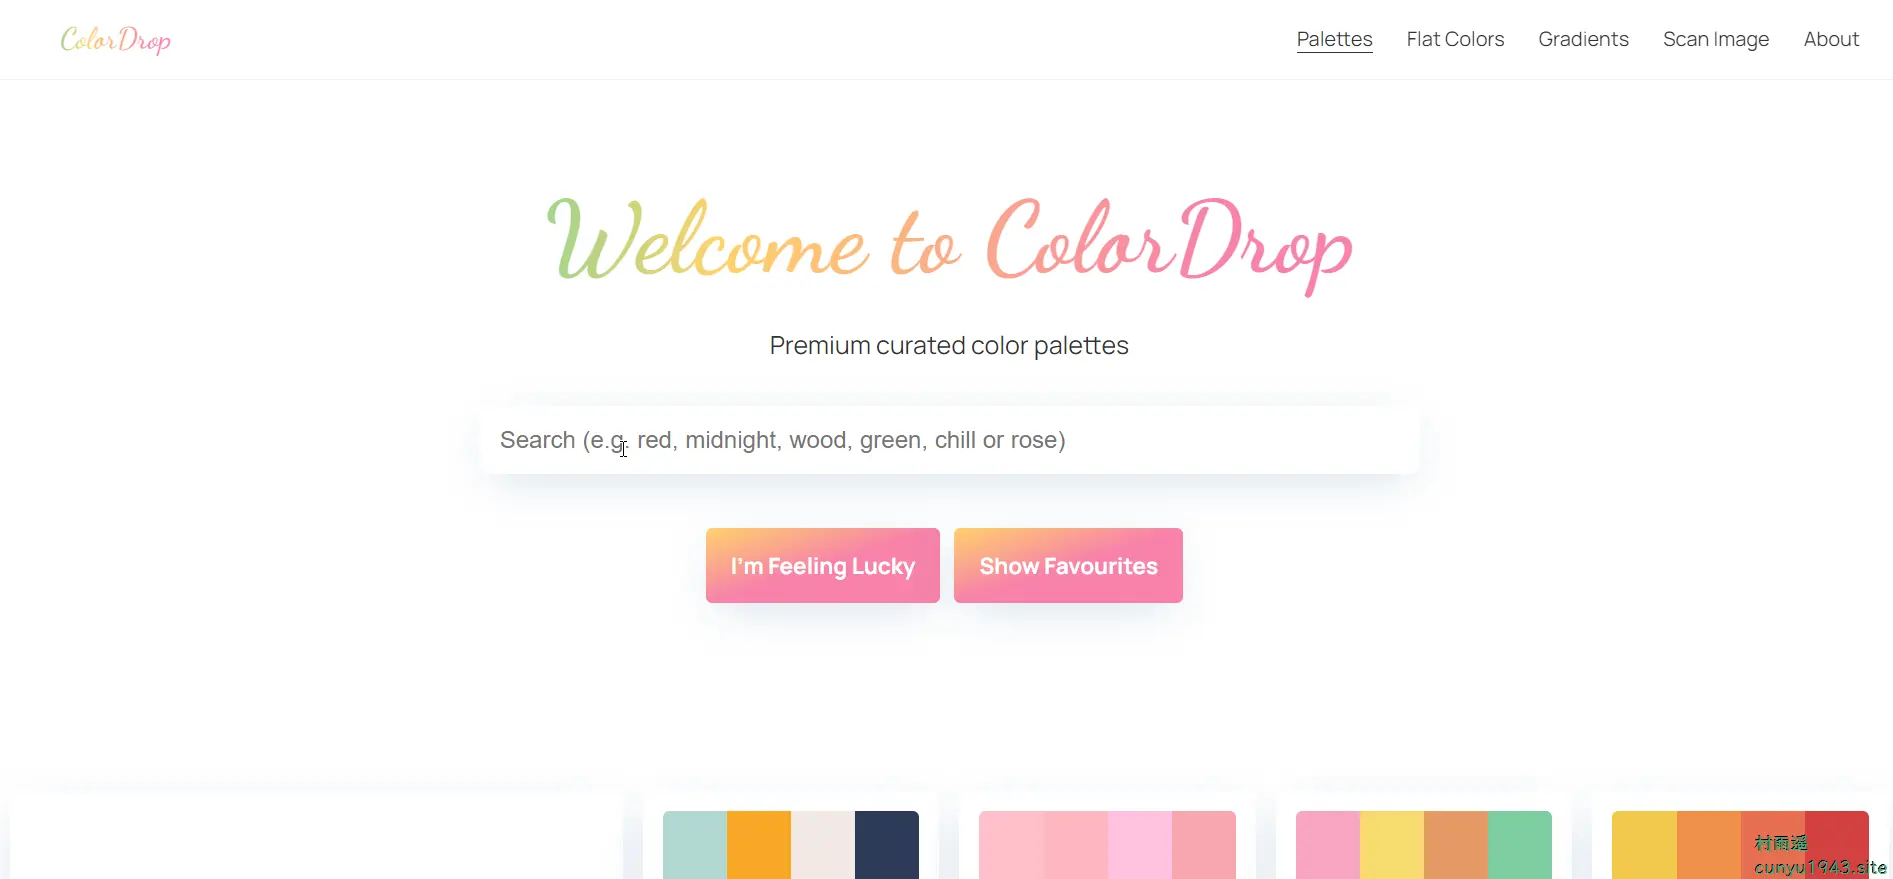 ColorDrop
Palettes
Flat Colors
Gradients
Scan Image
About
Welcome to ColorDrop
Premium curated color palettes
Search (e.g. red, midnight, wood, green, chill or rose)
I'm Feeling Lucky
Show Favourites
村雨遥
cunyu1943.site